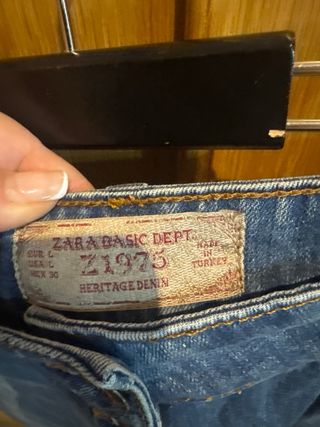 ZARA BASIC DEPT.
EUR L
USA L
MEX 30
Z1975
MADE IN
TURKEY
HERITAGE DENIM